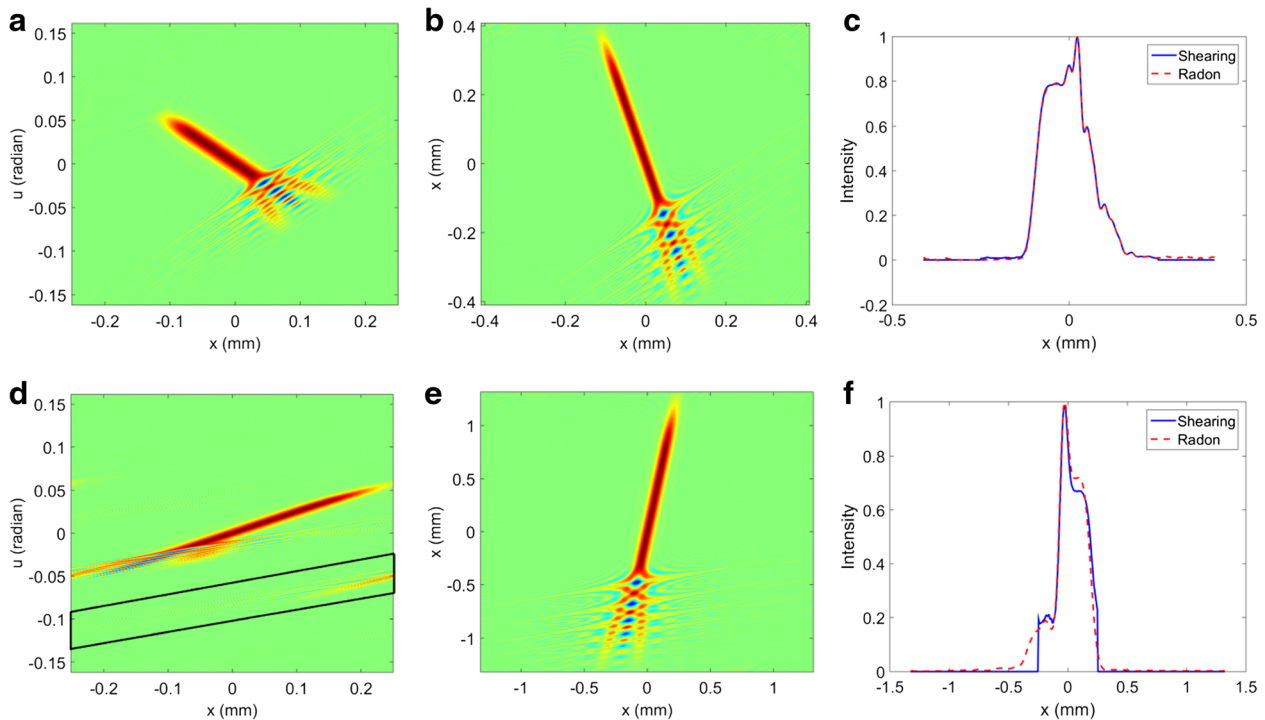 a
0.15
0.1
0.05
0
-0.05
-0.1
-0.15
u (radian)
-0.2 -0.1 0 0.1 0.2
x (mm)
b
0.4
0.2
0
-0.2
-0.4
x (mm)
-0.4 -0.2 0 0.2 0.4
x (mm)
c
1
0.8
0.6
0.4
0.2
0
-0.2
Intensity
Shearing
Radon
-0.5 0 0.5
x (mm)
d
0.15
0.1
0.05
0
-0.05
-0.1
-0.15
u (radian)
-0.2 -0.1 0 0.1 0.2
x (mm)
e
1
0.5
0
-0.5
-1
x (mm)
-1 -0.5 0 0.5 1
x (mm)
f
1
0.8
0.6
0.4
0.2
0
Intensity
Shearing
Radon
-1.5 -1 -0.5 0 0.5 1 1.5
x (mm)